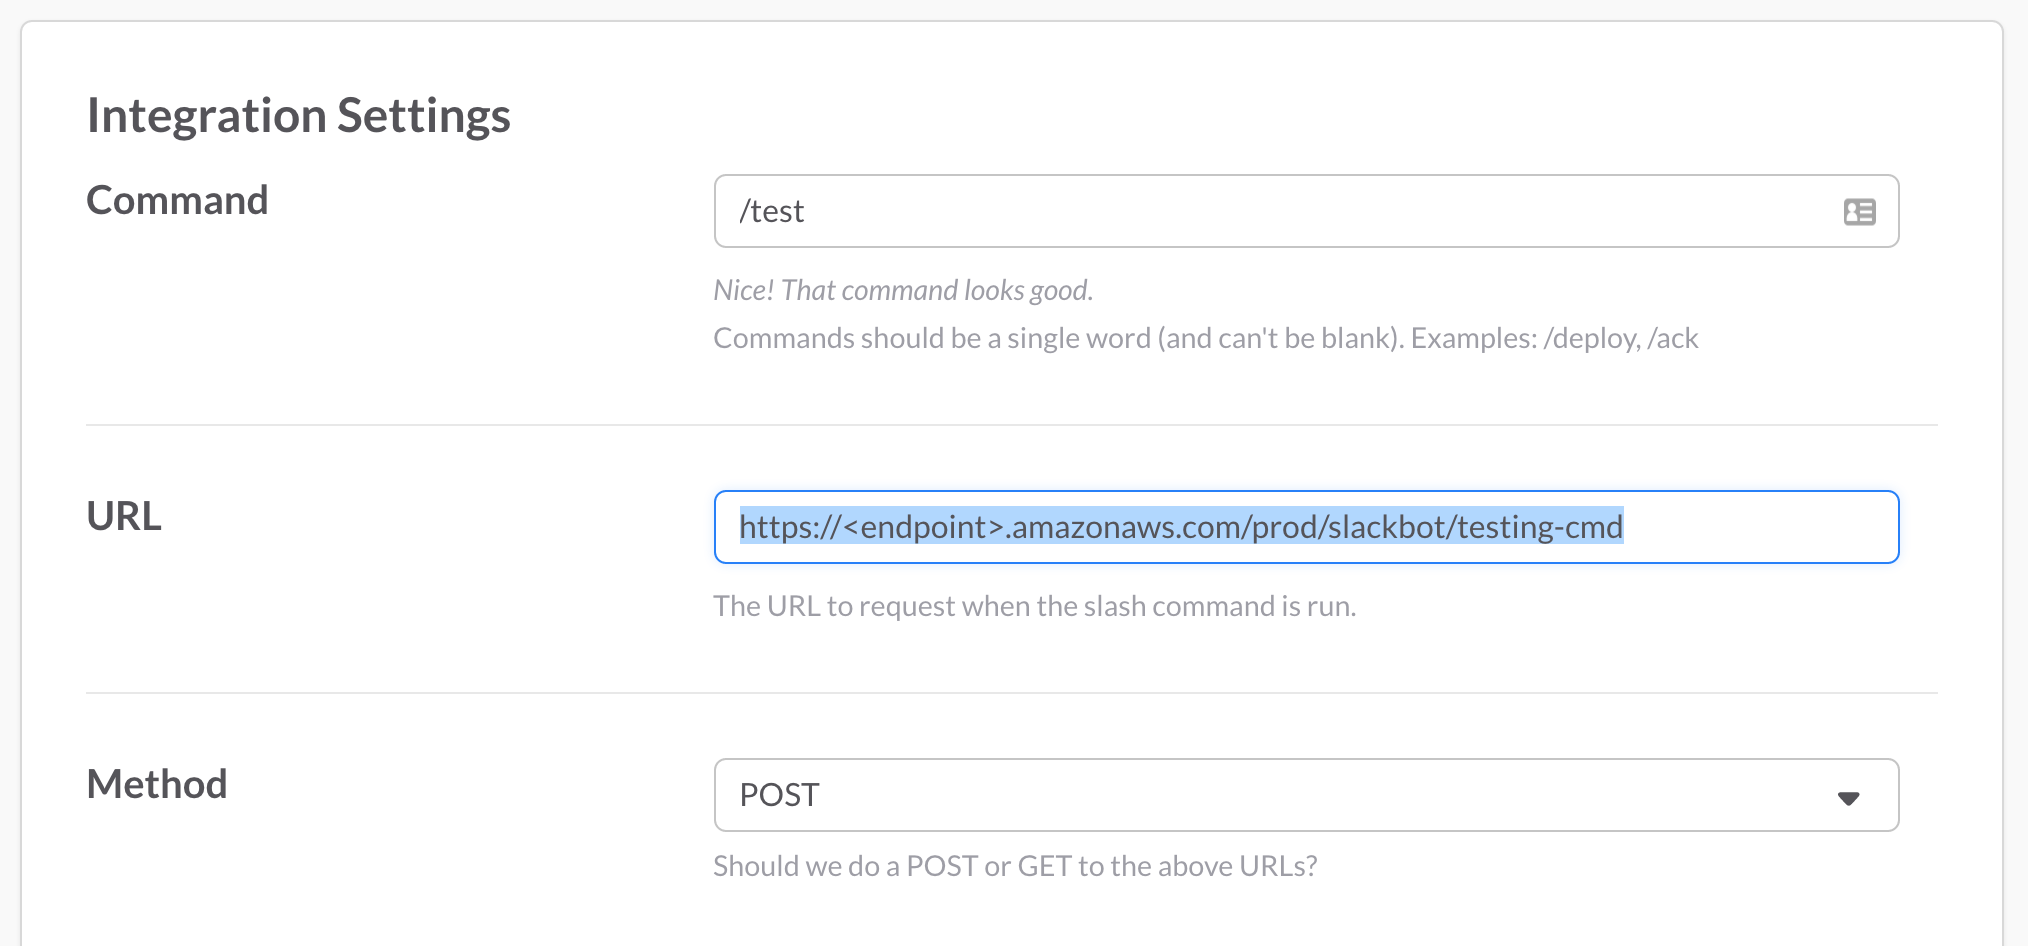 Integration Settings
Command
/test
Nice! That command looks good.
Commands should be a single word (and can't be blank). Examples: /deploy, /ack
URL
https://<endpoint>.amazonaws.com/prod/slackbot/testing-cmd
The URL to request when the slash command is run.
Method
POST
Should we do a POST or GET to the above URLs?